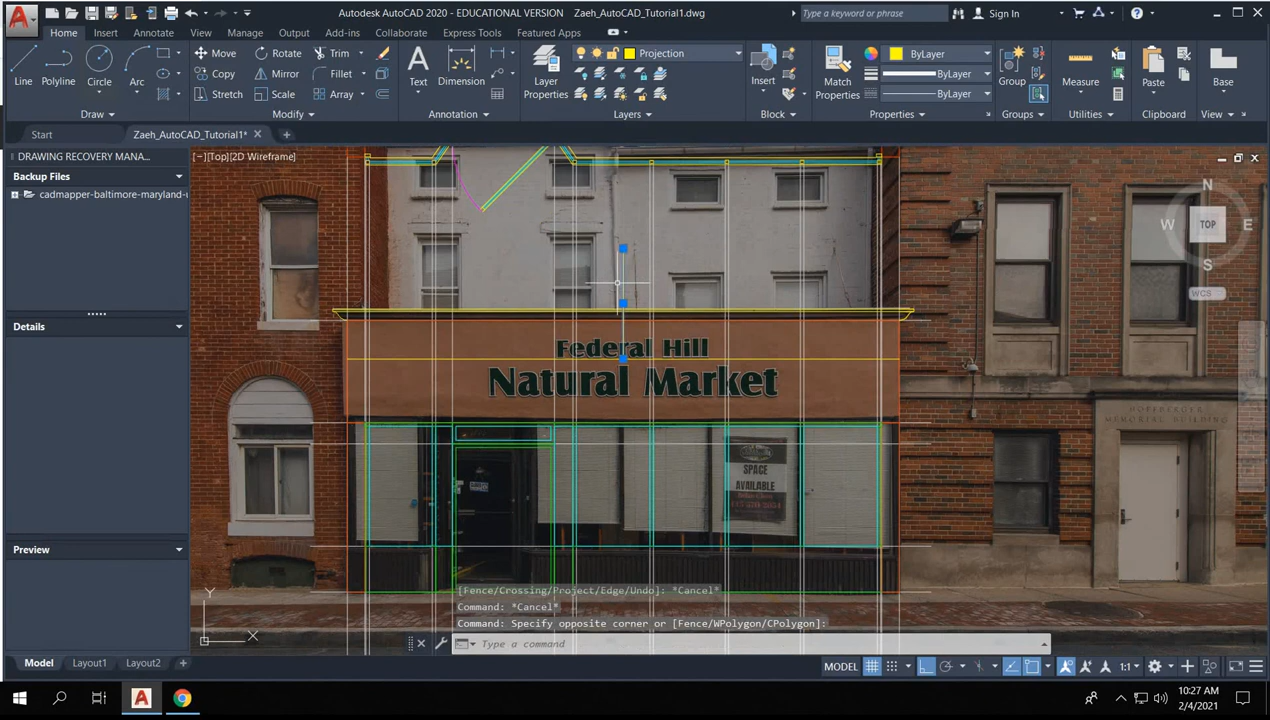 Autodesk AutoCAD 2020 - EDUCATIONAL VERSION Zaeh_AutoCAD_Tutorial1.dwg
Type a keyword or phrase
Sign In
Home Insert Annotate View Manage Output Add-ins Collaborate Express Tools Featured Apps
Line Polyline Circle Arc
Move Rotate Trim
Copy Mirror Fillet
Stretch Scale Array
Text Dimension
Layer Properties
Projection
Insert
Match Properties
ByLayer
ByLayer
ByLayer
Group
Measure
Paste
Base
Draw Modify Annotation Layers Block Properties Groups Utilities Clipboard View
Start Zaeh_AutoCAD_Tutorial1*
DRAWING RECOVERY MANA...
Backup Files
cadmapper-baltimore-maryland-u
Details
Preview
[−][Top][2D Wireframe]
N
W TOP E
S
WCS
Federal Hill
Natural Market
SPACE
AVAILABLE
HOFFBERGER
MEMORIAL BUILDING
Y
X
[Fence/Crossing/Project/Edge/Undo]: *Cancel*
Command: *Cancel*
Command: Specify opposite corner or [Fence/WPolygon/CPolygon]:
Type a command
Model Layout1 Layout2
MODEL
1:1
10:27 AM
2/4/2021